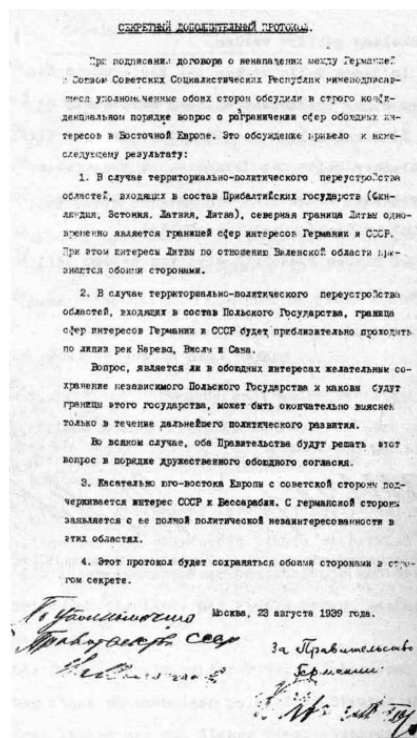 СЕКРЕТНЫЙ ДОПОЛНИТЕЛЬНЫЙ ПРОТОКОЛ.
При подписании договора о ненападении между Германией
и Союзом Советских Социалистических Республик нижеподписав-
шиеся уполномоченные обеих сторон обсудили в строго конфи-
денциальном порядке вопрос о разграничении сфер обоюдных ин-
тересов в Восточной Европе. Это обсуждение привело к ниже-
следующему результату:
1. В случае территориально-политического переустройства
областей, входящих в состав Прибалтийских государств (Фин-
ляндия, Эстония, Латвия, Литва), северная граница Литвы одно-
временно является границей сфер интересов Германии и СССР.
При этом интересы Литвы по отношению Виленской области приз-
наются обоими сторонами.
2. В случае территориально-политического переустройства
областей, входящих в состав Польского Государства, граница
сфер интересов Германии и СССР будет приблизительно проходить
по линии рек Нарева, Вислы и Сана.
Вопрос, является ли в обоюдных интересах желательным со-
хранение независимого Польского Государства и каковы будут
границы этого государства, может быть окончательно выяснен
только в течение дальнейшего политического развития.
Во всяком случае, оба Правительства будут решать этот
вопрос в порядке дружественного обоюдного согласия.
3. Касательно юго-востока Европы с советской стороны под-
черкивается интерес СССР к Бессарабии. С германской стороны
заявляется о ее полной политической незаинтересованности в
этих областях.
4. Этот протокол будет сохраняться обоими сторонами в стро-
гом секрете.
Москва, 23 августа 1939 года.
По уполномочию
Правительства СССР
За Правительство
Германии